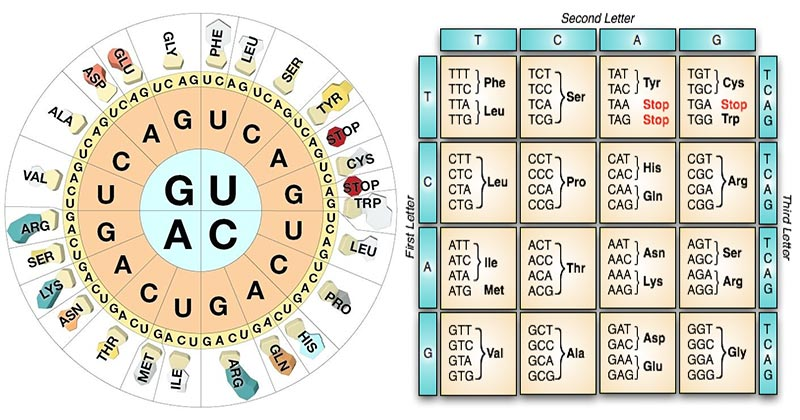 GLY PHE LEU SER TYR STOP CYS STOP TRP LEU PRO HIS GLN ARG ILE MET THR ASN LYS SER ARG VAL ALA ASP GLU
UCAGUCAGUCAGUCAGUCAGUCAGUCAGUCAGUCAGUCAGUCAGUCAGUCAGUCAGUCAGUCAG
U C A G U C A G U C A G U C A G
G U
A C
Second Letter
T C A G
First Letter
T
TTT TTC Phe
TTA TTG Leu
TCT TCC TCA TCG Ser
TAT TAC Tyr
TAA Stop
TAG Stop
TGT TGC Cys
TGA Stop
TGG Trp
T C A G
C
CTT CTC CTA CTG Leu
CCT CCC CCA CCG Pro
CAT CAC His
CAA CAG Gln
CGT CGC CGA CGG Arg
T C A G
A
ATT ATC ATA Ile
ATG Met
ACT ACC ACA ACG Thr
AAT AAC Asn
AAA AAG Lys
AGT AGC Ser
AGA AGG Arg
T C A G
G
GTT GTC GTA GTG Val
GCT GCC GCA GCG Ala
GAT GAC Asp
GAA GAG Glu
GGT GGC GGA GGG Gly
T C A G
Third Letter